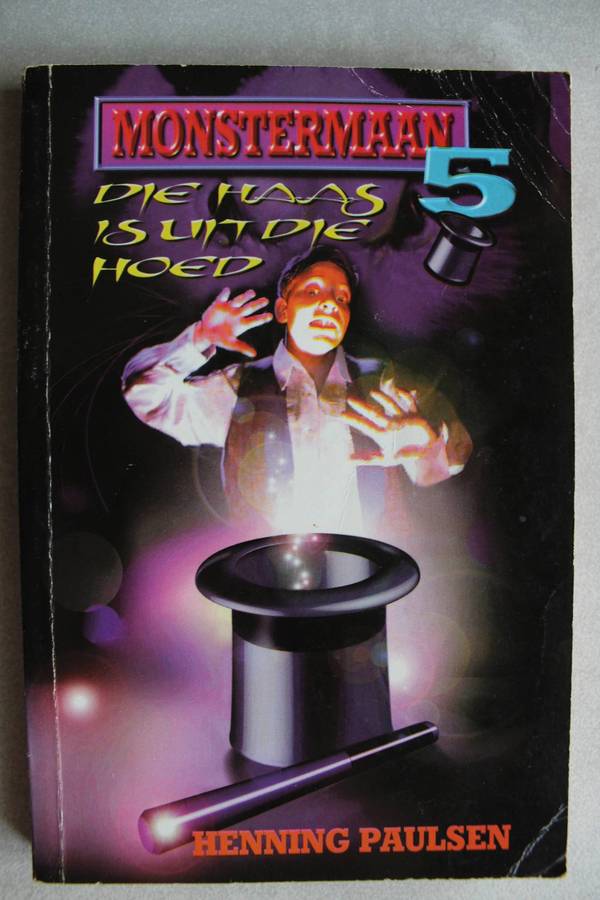 MONSTERMAAN
5
DIE HAAS
IS UIT DIE
HOED
HENNING PAULSEN